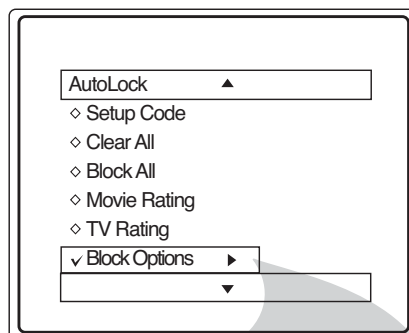 AutoLock ▲
◇ Setup Code
◇ Clear All
◇ Block All
◇ Movie Rating
◇ TV Rating
✓ Block Options ▶
▼